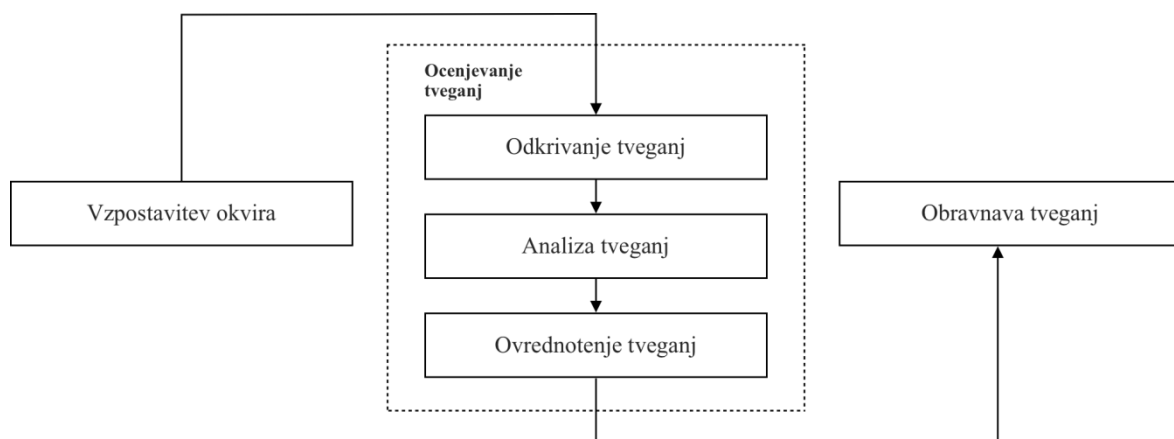 Ocenjevanje
tveganj
Odkrivanje tveganj
Vzpostavitev okvira
Obravnava tveganj
Analiza tveganj
Ovrednotenje tveganj